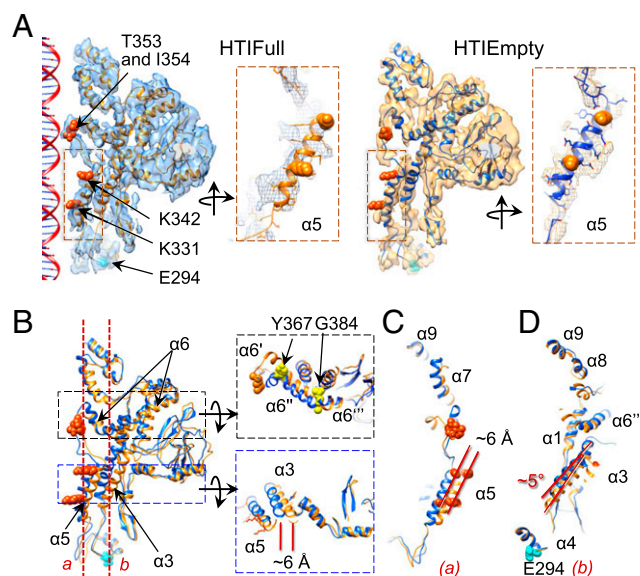 A
T353
and I354
HTIFull
HTIEmpty
K342
K331
E294
α5
α5
B
α6
Y367 G384
α6'
α6''
α6'''
α3
α5
~6 Å
α5
α3
a
b
C
α9
α7
~6 Å
α5
(a)
D
α9
α8
α6''
α1
~5°
α3
α4
E294
(b)